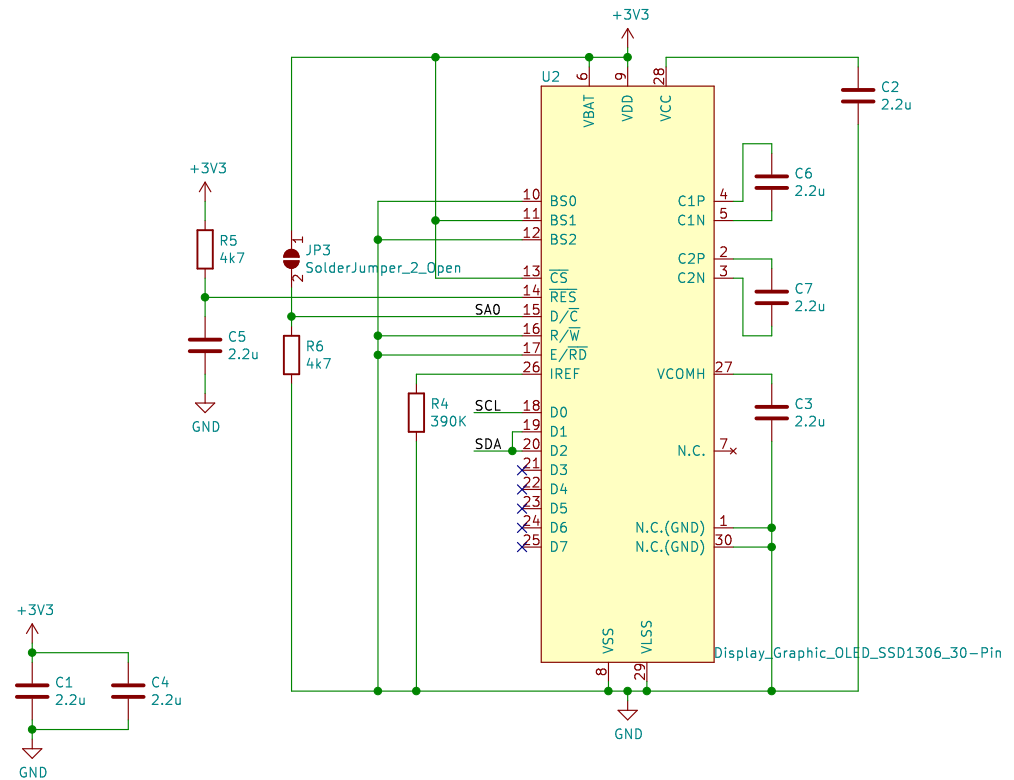 +3V3
U2
6
9
28
VBAT
VDD
VCC
C2
2.2u
+3V3
C6
2.2u
10 BS0
C1P 4
11 BS1
C1N 5
12 BS2
R5
4k7
1
JP3
SolderJumper_2_Open
2
C2P 2
13 CS
C2N 3
C7
2.2u
14 RES
SA0
15 D/C
16 R/W
17 E/RD
C5
2.2u
R6
4k7
26 IREF
VCOMH 27
GND
R4
390K
C3
2.2u
SCL
18 D0
19 D1
SDA
20 D2
N.C. 7
21 D3
22 D4
23 D5
24 D6
N.C.(GND) 1
25 D7
N.C.(GND) 30
+3V3
VSS
VLSS
Display_Graphic_OLED_SSD1306_30-Pin
8
29
C1
2.2u
C4
2.2u
GND
GND